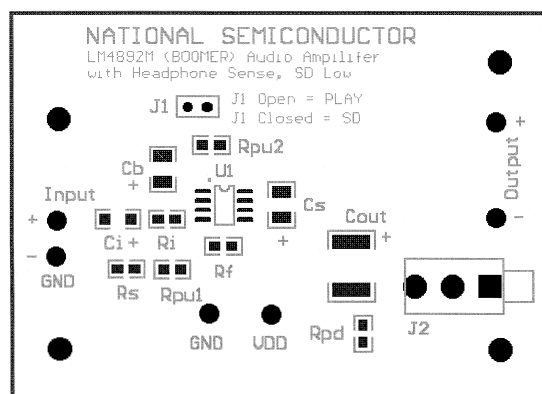 NATIONAL SEMICONDUCTOR
LM4892M (BOOMER) Audio Ampilifer
with Headphone Sense, SD Low
J1
J1 Open = PLAY
J1 Closed = SD
Rpu2
Cb
+
U1
Input
+
-
GND
Ci +
Ri
Cs
+
Cout
+
Output
+
-
Rs
Rpu1
Rf
GND
VDD
Rpd
J2